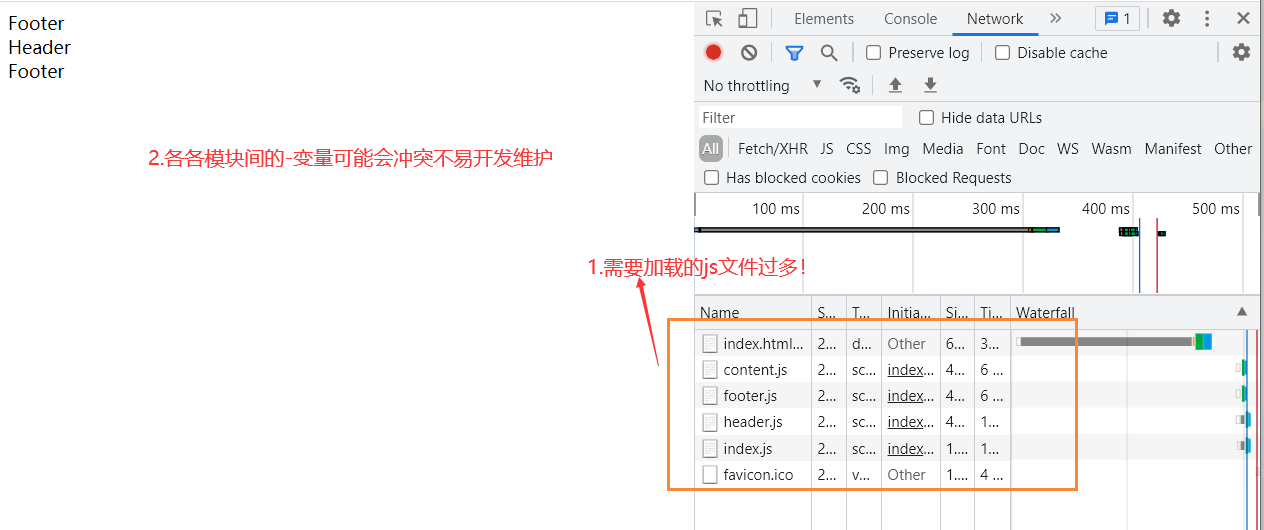 Footer
Header
Footer
2.各各模块间的-变量可能会冲突不易开发维护
1.需要加载的js文件过多！
Elements Console Network 1
Preserve log Disable cache
No throttling
Filter Hide data URLs
All Fetch/XHR JS CSS Img Media Font Doc WS Wasm Manifest Other
Has blocked cookies Blocked Requests
100 ms 200 ms 300 ms 400 ms 500 ms
Name S... T... Initia... Si... Ti... Waterfall
index.html... 2... d... Other 6... 3...
content.js 2... sc... index... 4... 6 ...
footer.js 2... sc... index... 4... 6 ...
header.js 2... sc... index... 4... 1...
index.js 2... sc... index... 1.... 1...
favicon.ico 2... v... Other 1.... 4 ...